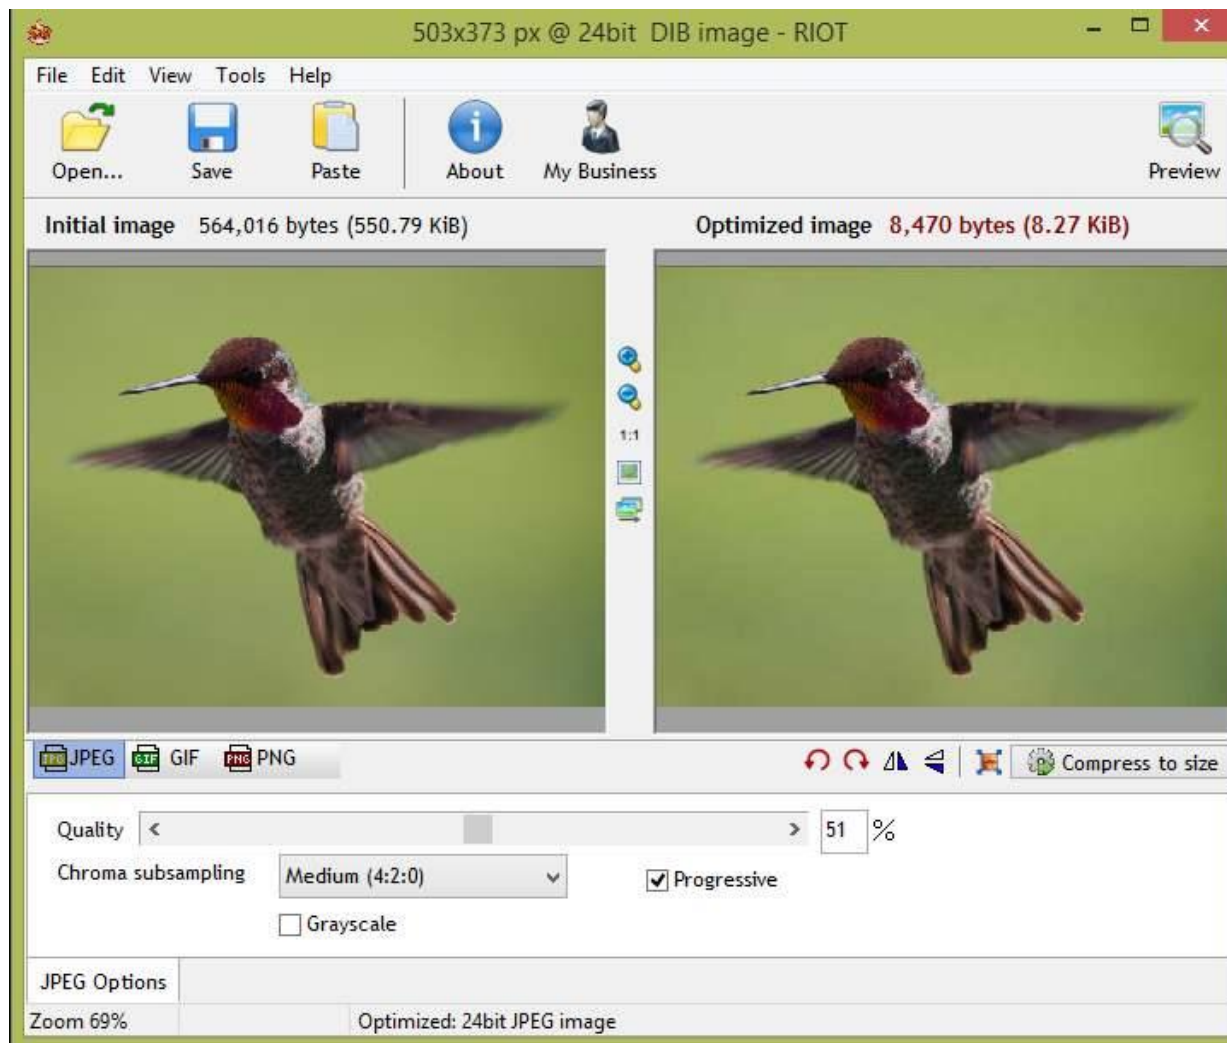 503x373 px @ 24bit DIB image - RIOT
File Edit View Tools Help
Open... Save Paste About My Business Preview
Initial image 564,016 bytes (550.79 KiB) Optimized image 8,470 bytes (8.27 KiB)
1:1
JPG JPEG GIF GIF PNG PNG Compress to size
Quality 51 %
Chroma subsampling Medium (4:2:0) Progressive
Grayscale
JPEG Options
Zoom 69% Optimized: 24bit JPEG image